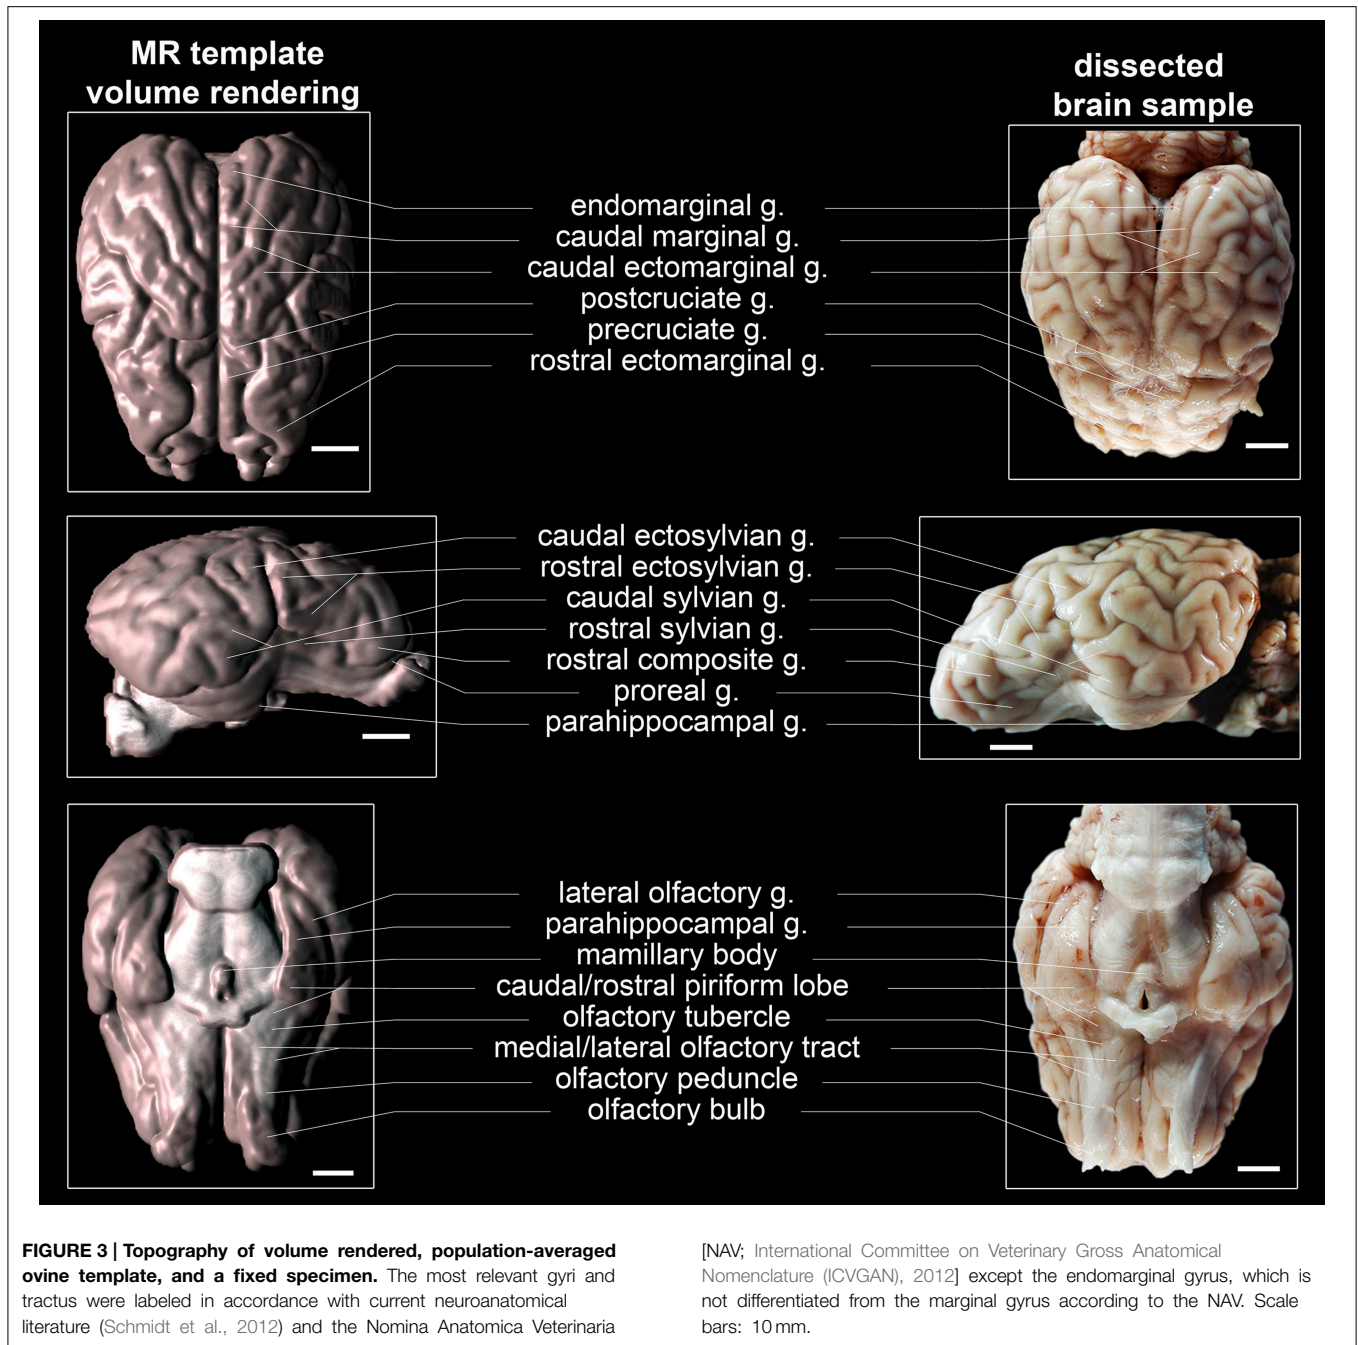 MR template
volume rendering
dissected
brain sample
endomarginal g.
caudal marginal g.
caudal ectomarginal g.
postcruciate g.
precruciate g.
rostral ectomarginal g.
caudal ectosylvian g.
rostral ectosylvian g.
caudal sylvian g.
rostral sylvian g.
rostral composite g.
proreal g.
parahippocampal g.
lateral olfactory g.
parahippocampal g.
mamillary body
caudal/rostral piriform lobe
olfactory tubercle
medial/lateral olfactory tract
olfactory peduncle
olfactory bulb
FIGURE 3 | Topography of volume rendered, population-averaged
ovine template, and a fixed specimen. The most relevant gyri and
tractus were labeled in accordance with current neuroanatomical
literature (Schmidt et al., 2012) and the Nomina Anatomica Veterinaria
[NAV; International Committee on Veterinary Gross Anatomical
Nomenclature (ICVGAN), 2012] except the endomarginal gyrus, which is
not differentiated from the marginal gyrus according to the NAV. Scale
bars: 10 mm.